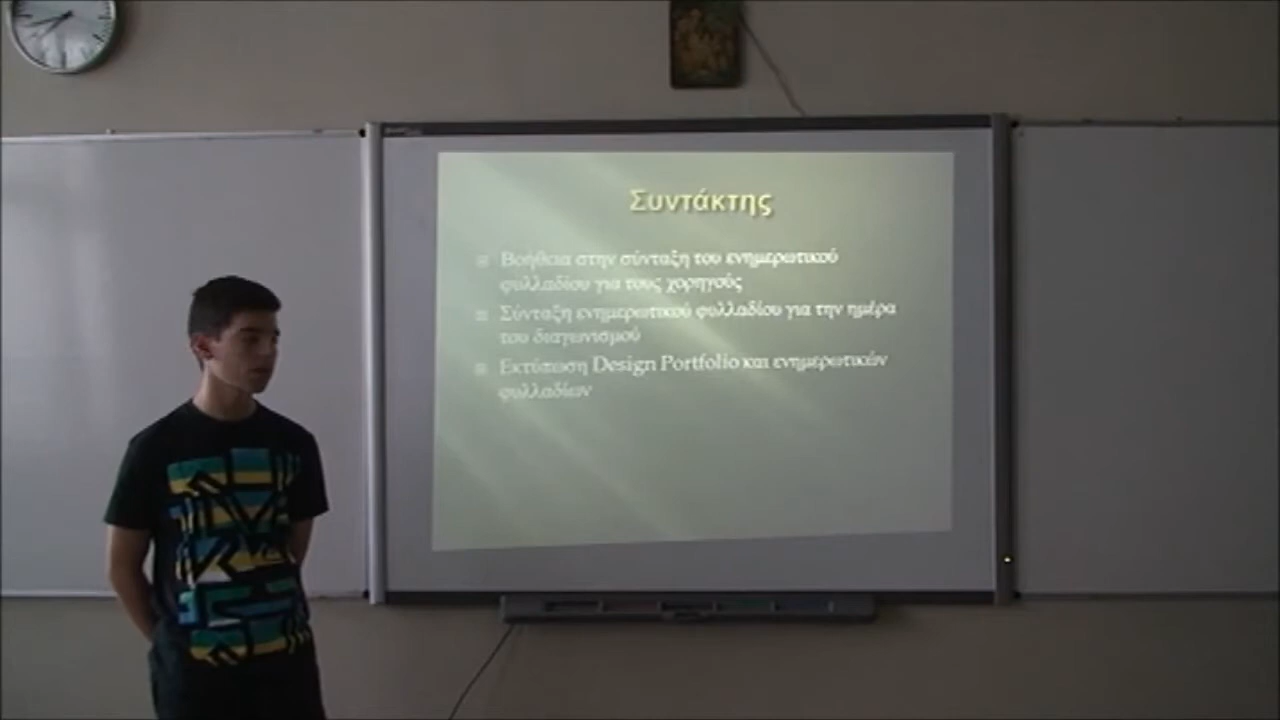 Συντάκτης
Βοήθεια στην σύνταξη του ενημερωτικού
φυλλαδίου για τους χορηγούς
Σύνταξη ενημερωτικού φυλλαδίου για την ημέρα
του διαγωνισμού
Εκτύπωση Design Portfolio και ενημερωτικών
φυλλαδίων